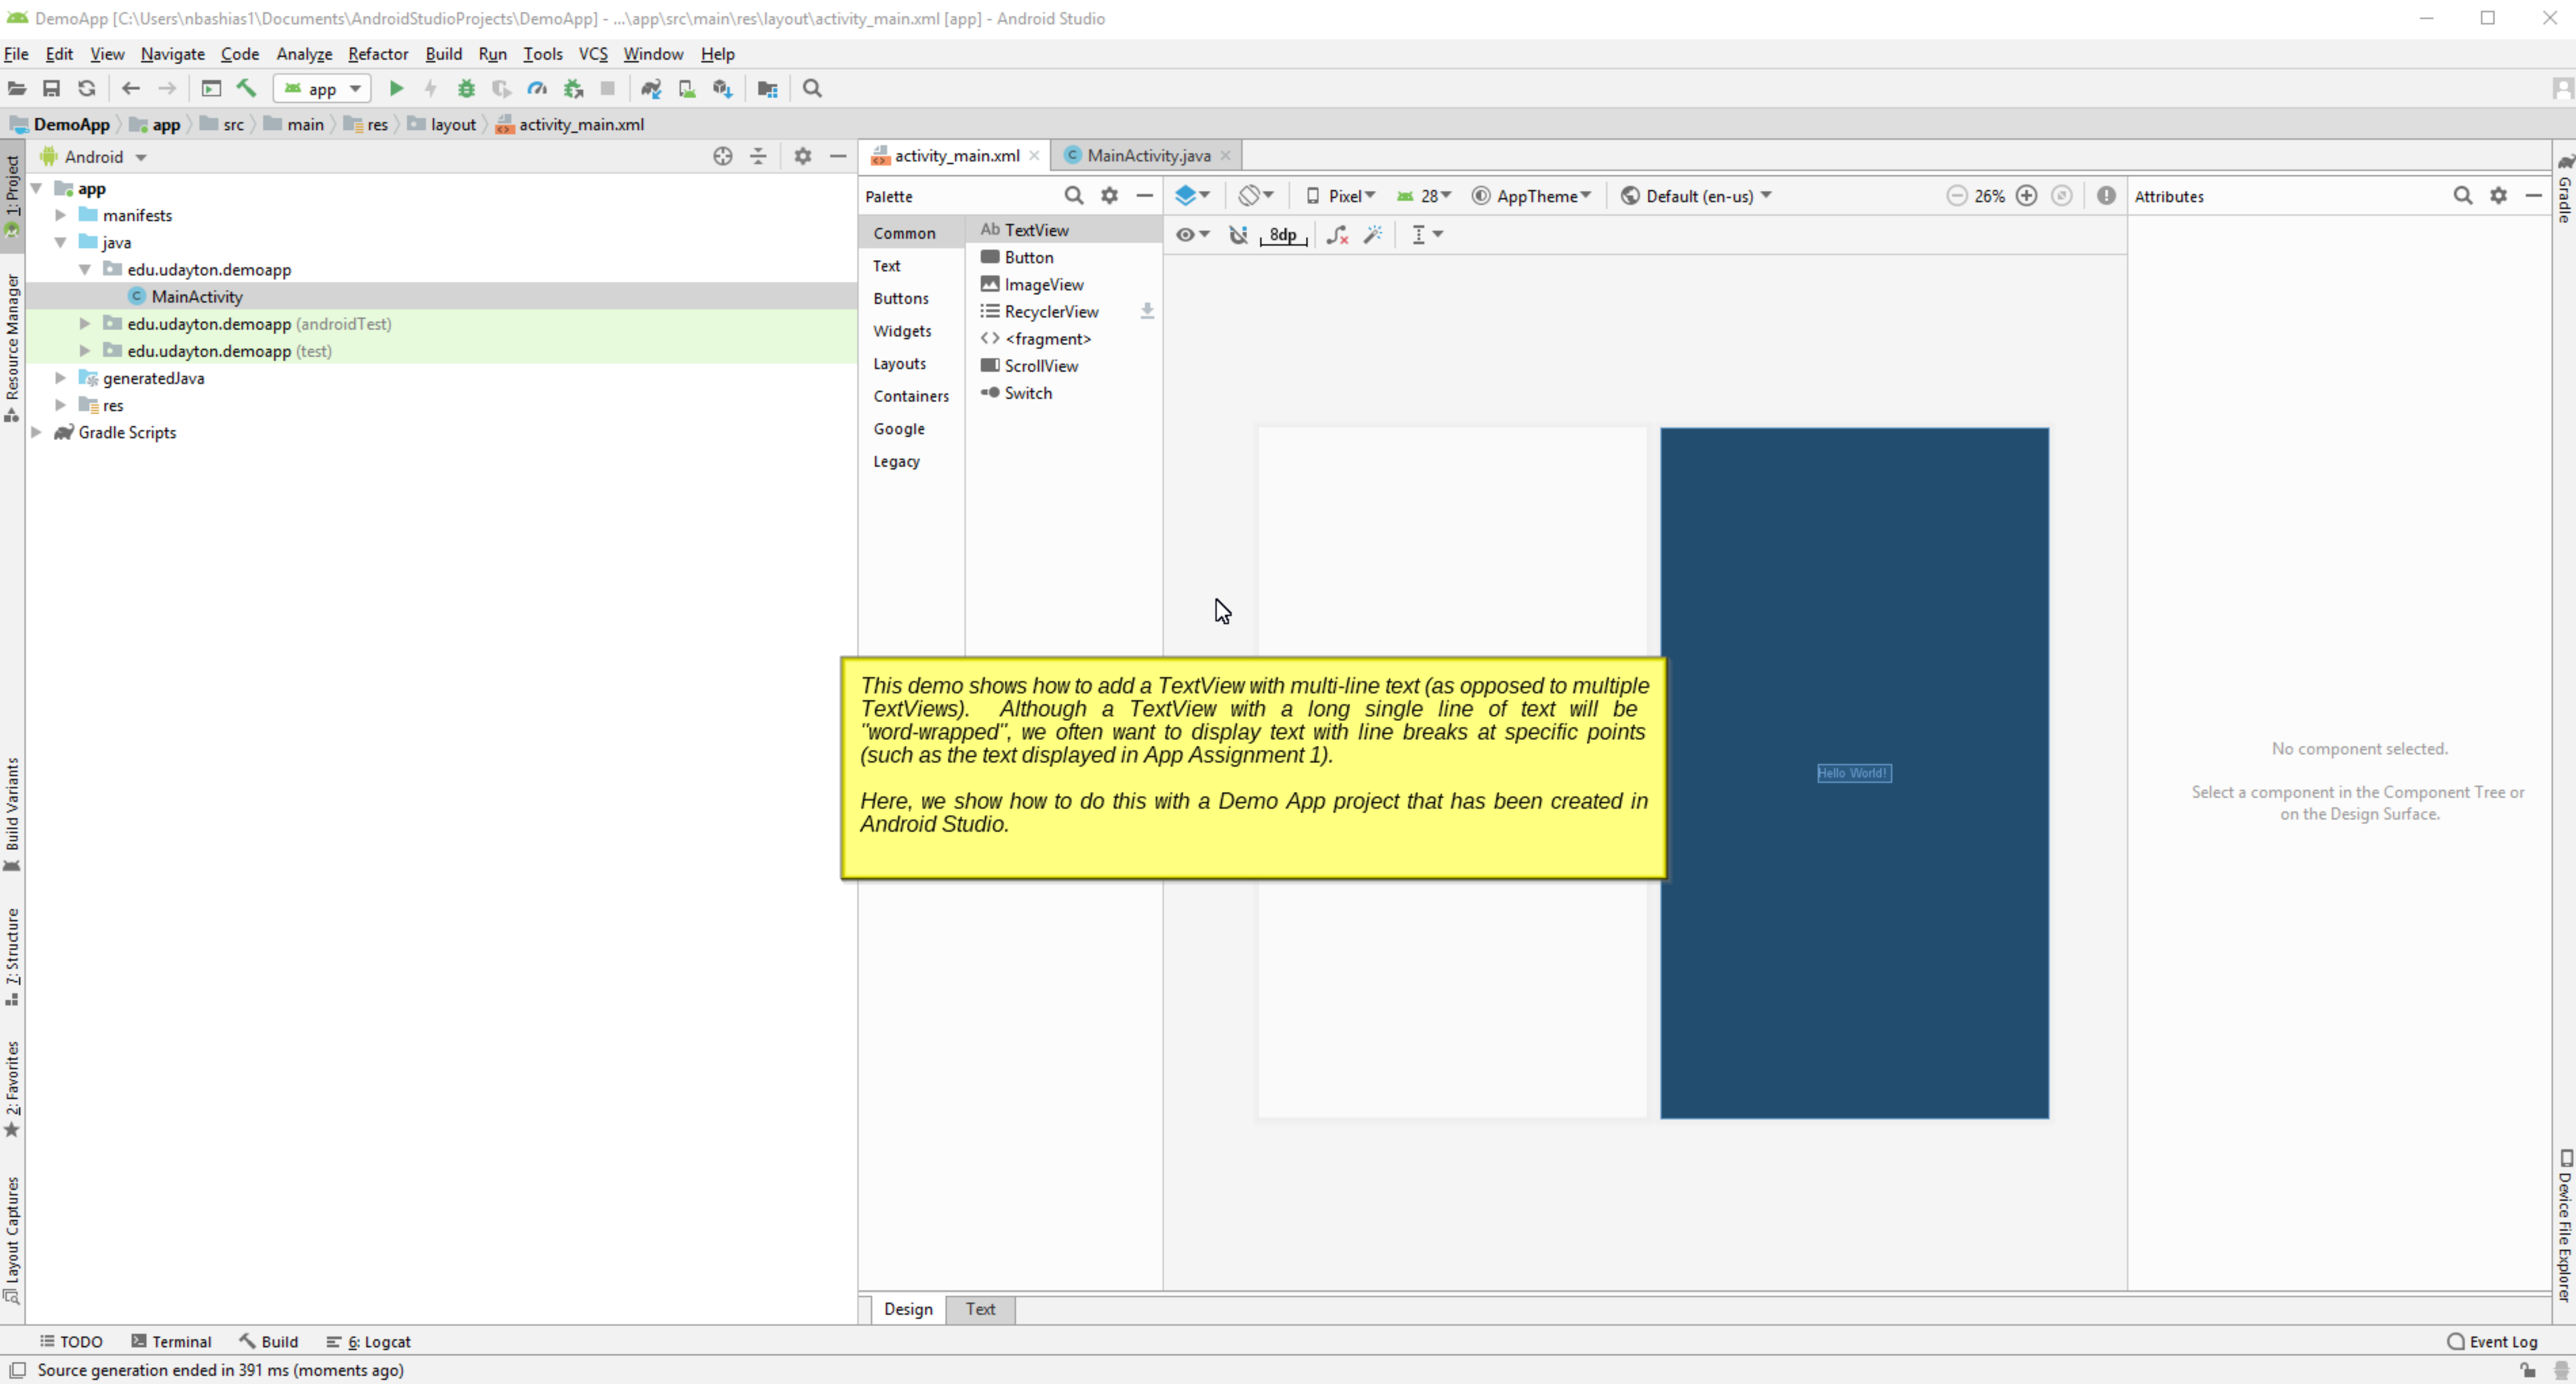 DemoApp [C:\Users\nbashias1\Documents\AndroidStudioProjects\DemoApp] - ...\app\src\main\res\layout\activity_main.xml [app] - Android Studio
File Edit View Navigate Code Analyze Refactor Build Run Tools VCS Window Help
app
DemoApp app src main res layout activity_main.xml
1: Project
Resource Manager
Build Variants
7: Structure
2: Favorites
Layout Captures
Android
app
manifests
java
edu.udayton.demoapp
MainActivity
edu.udayton.demoapp (androidTest)
edu.udayton.demoapp (test)
generatedJava
res
Gradle Scripts
activity_main.xml MainActivity.java
Palette
Common
Text
Buttons
Widgets
Layouts
Containers
Google
Legacy
Ab TextView
Button
ImageView
RecyclerView
<fragment>
ScrollView
Switch
Pixel 28 AppTheme Default (en-us) 26%
8dp
Attributes
This demo shows how to add a TextView with multi-line text (as opposed to multiple
TextViews). Although a TextView with a long single line of text will be
"word-wrapped", we often want to display text with line breaks at specific points
(such as the text displayed in App Assignment 1).
Here, we show how to do this with a Demo App project that has been created in
Android Studio.
Hello World!
No component selected.
Select a component in the Component Tree or
on the Design Surface.
Gradle
Device File Explorer
Design Text
TODO Terminal Build 6: Logcat Event Log
Source generation ended in 391 ms (moments ago)